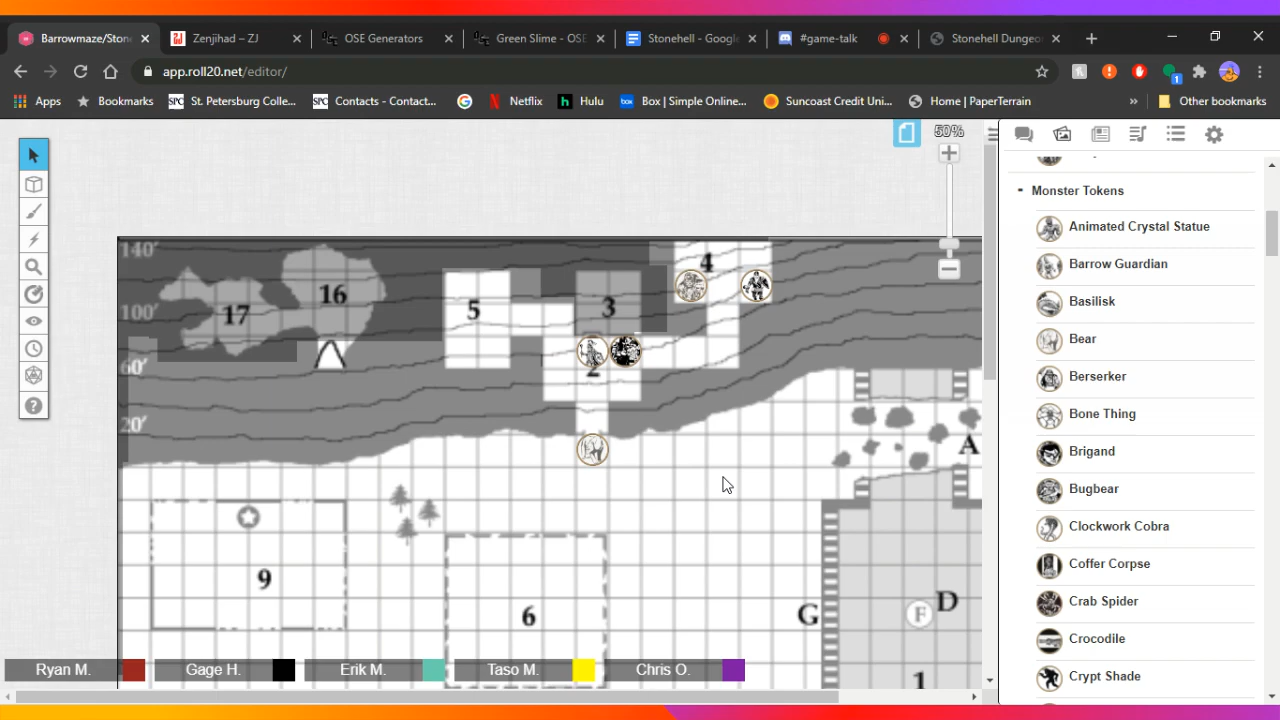 Barrowmaze/Ston
Zenjihad – ZJ
OSE Generators
Green Slime - OSE
Stonehell - Google
#game-talk
Stonehell Dungeo
app.roll20.net/editor/
Apps
Bookmarks
St. Petersburg Colle...
Contacts - Contact...
Netflix
Hulu
Box | Simple Online...
Suncoast Credit Uni...
Home | PaperTerrain
»
Other bookmarks
50%
Monster Tokens
Animated Crystal Statue
Barrow Guardian
Basilisk
Bear
Berserker
Bone Thing
Brigand
Bugbear
Clockwork Cobra
Coffer Corpse
Crab Spider
Crocodile
Crypt Shade
140'
100'
60'
20'
17
16
5
3
4
2
9
6
A
G
D
F
1
Ryan M.
Gage H.
Erik M.
Taso M.
Chris O.